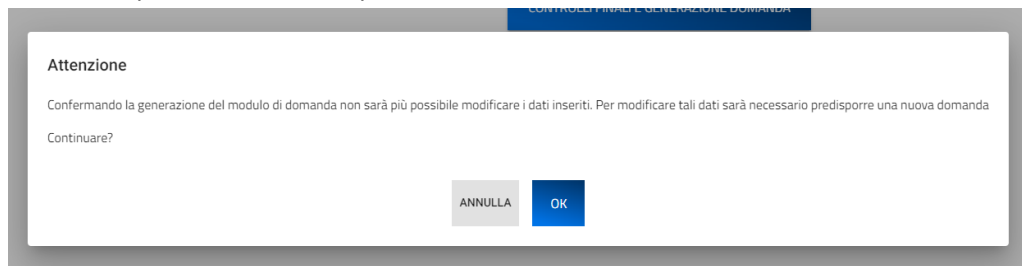 CONTROLLI FINALI E GENERAZIONE DOMANDA
Attenzione
Confermando la generazione del modulo di domanda non sarà più possibile modificare i dati inseriti. Per modificare tali dati sarà necessario predisporre una nuova domanda
Continuare?
ANNULLA
OK